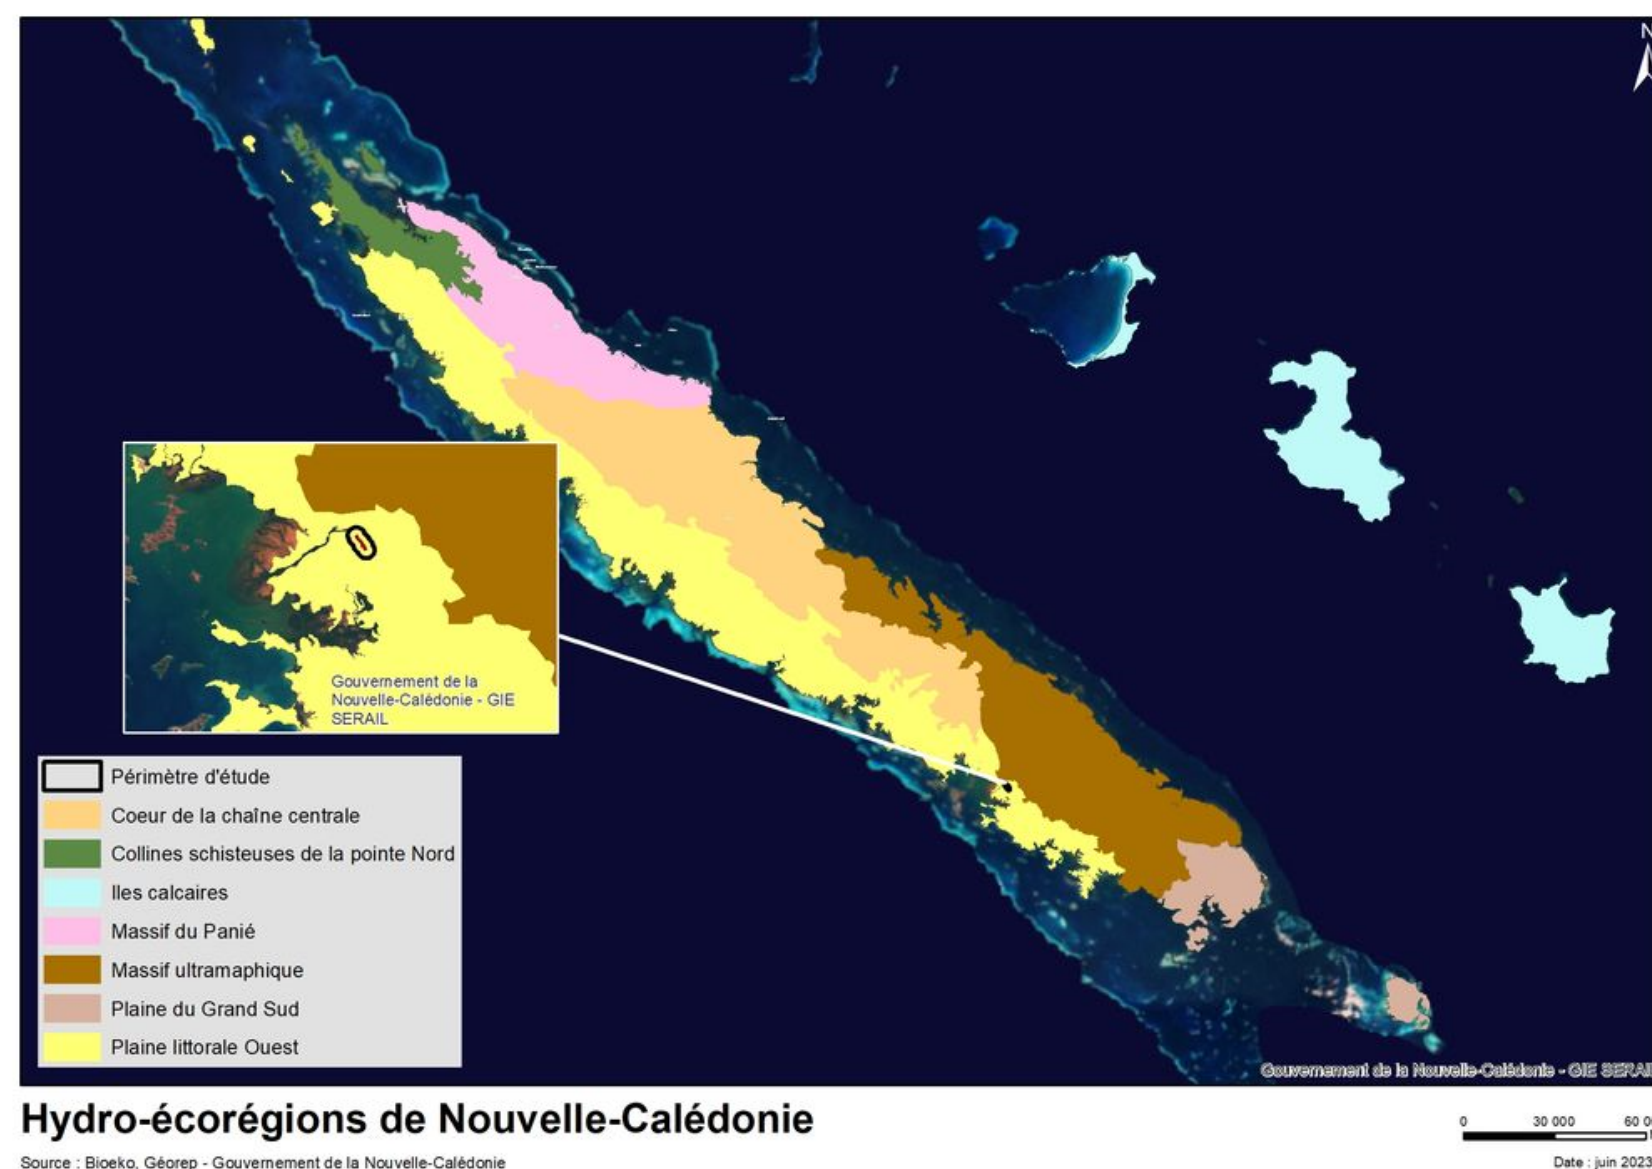 N
Gouvernement de la
Nouvelle-Calédonie - GIE
SERAIL
Périmètre d'étude
Coeur de la chaîne centrale
Collines schisteuses de la pointe Nord
Iles calcaires
Massif du Panié
Massif ultramaphique
Plaine du Grand Sud
Plaine littorale Ouest
Gouvernement de la Nouvelle-Calédonie - GIE SERAIL
Hydro-écorégions de Nouvelle-Calédonie
0 30 000 60 0
Source : Bioeko, Géorep - Gouvernement de la Nouvelle-Calédonie
Date : juin 2023